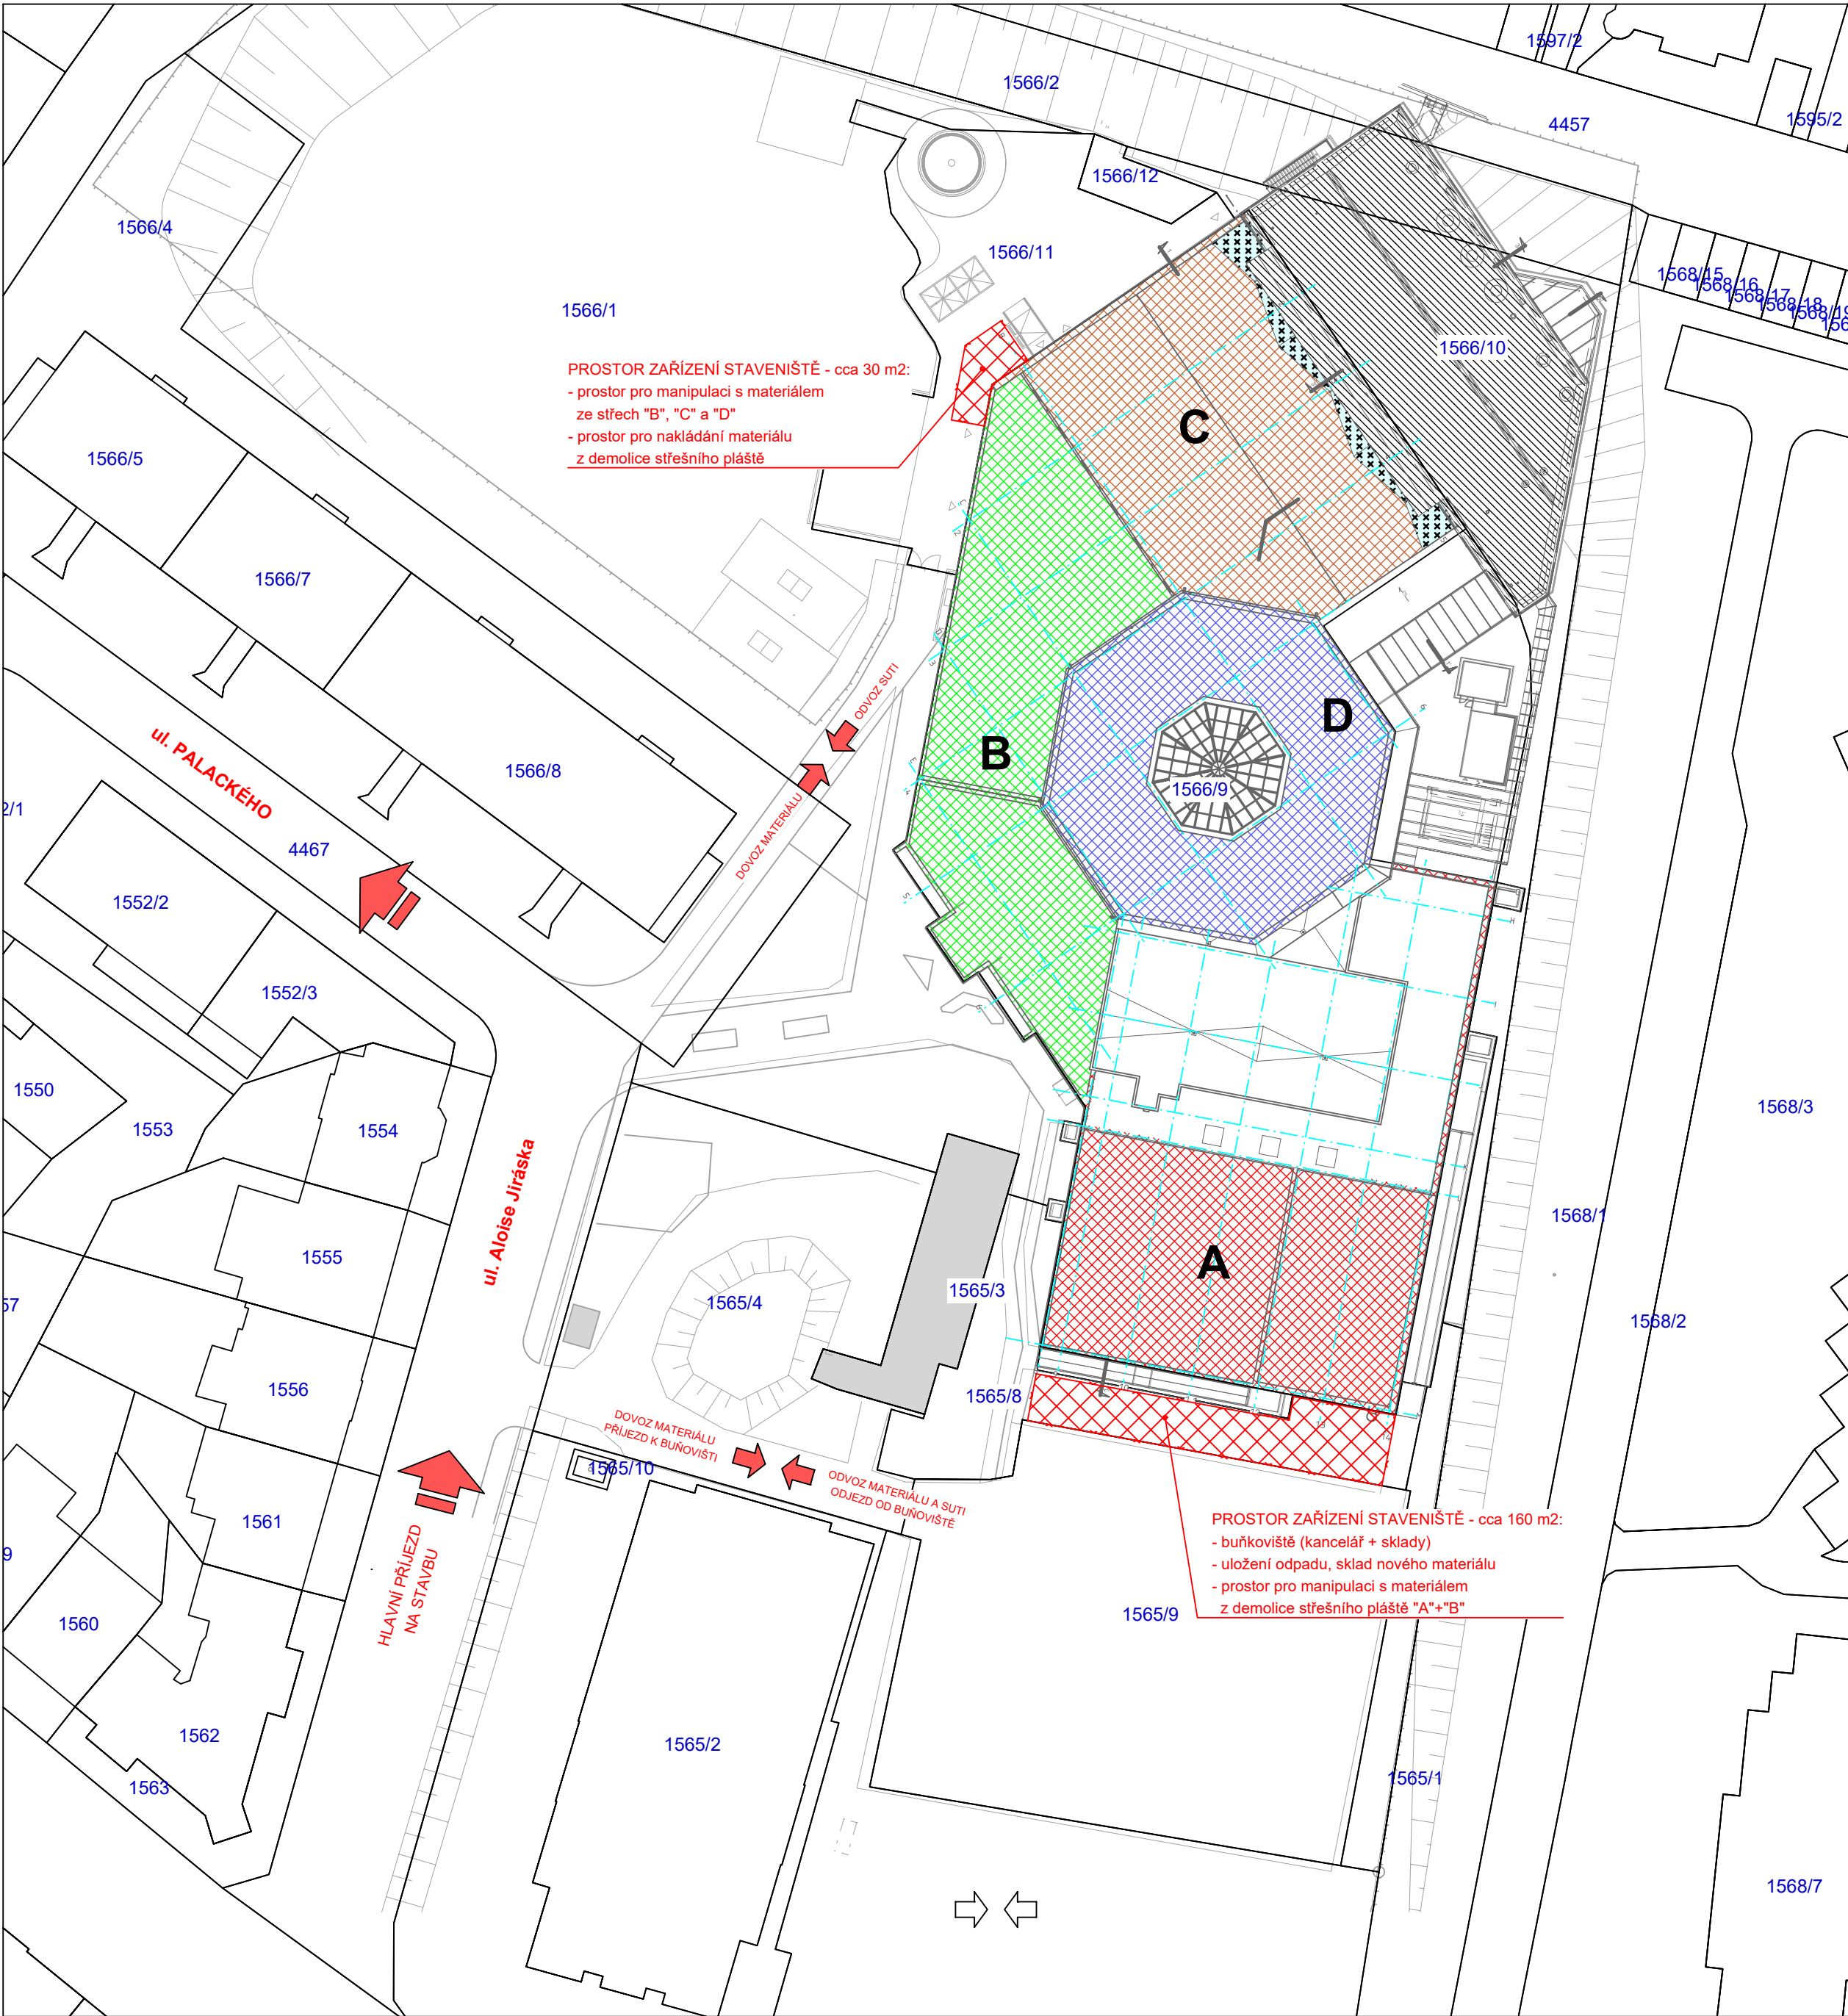 1597/2
1566/2
4457
1595/2
1566/12
1566/4
1566/11
1568/15
1568/16
1568/17
1568/18
1568/19
1566/1
1566/10
PROSTOR ZAŘÍZENÍ STAVENIŠTĚ - cca 30 m2:
- prostor pro manipulaci s materiálem
ze střech "B", "C" a "D"
- prostor pro nakládání materiálu
z demolice střešního pláště
C
1566/5
1566/7
ODVOZ SUTI
D
B
ul. PALACKÉHO
1566/8
1566/9
DOVOZ MATERIÁLU
2/1
4467
1552/2
1552/3
1550
1553
1554
1568/3
ul. Aloise Jiráska
1568/1
1555
A
1565/3
1565/4
57
1568/2
1556
1565/8
DOVOZ MATERIÁLU
PŘÍJEZD K BUŇOVIŠTI
1565/10
ODVOZ MATERIÁLU A SUTI
ODJEZD OD BUŇOVIŠTĚ
1561
HLAVNÍ PŘÍJEZD
NA STAVBU
PROSTOR ZAŘÍZENÍ STAVENIŠTĚ - cca 160 m2:
- buňkoviště (kancelář + sklady)
- uložení odpadu, sklad nového materiálu
- prostor pro manipulaci s materiálem
z demolice střešního pláště "A"+"B"
9
1560
1565/9
1562
1565/2
1563
1565/1
1568/7